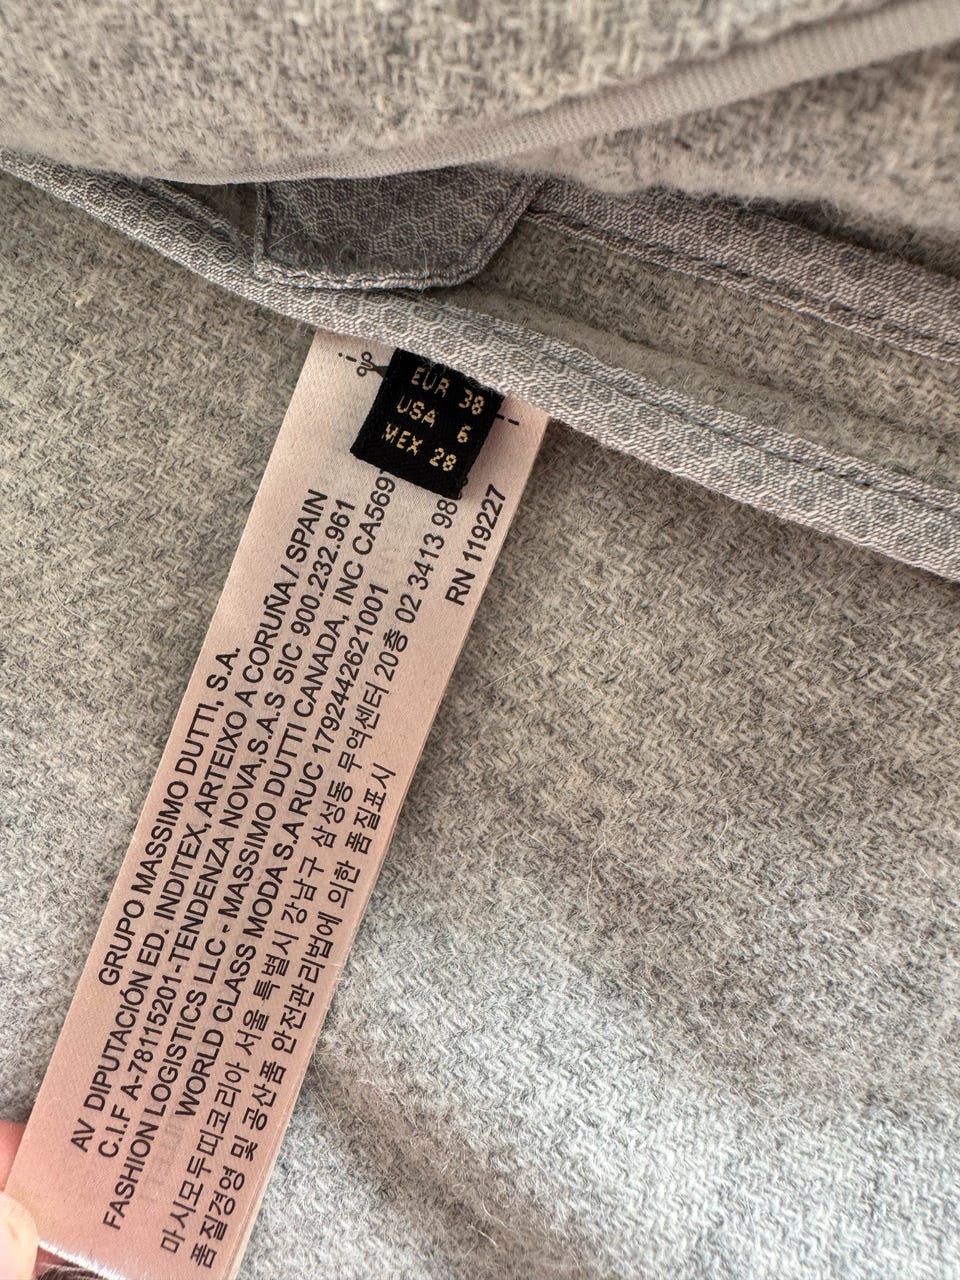 EUR 38
USA 6
MEX 28
GRUPO MASSIMO DUTTI, S.A.
AV DIPUTACIÓN ED. INDITEX, ARTEIXO A CORUÑA / SPAIN
C.I.F A-78115201-TENDENZA NOVA,S.A.S SIC 900.232.961
FASHION LOGISTICS LLC - MASSIMO DUTTI CANADA, INC CA569
WORLD CLASS MODA S.A RUC 1792442621001
마시모두띠코리아 서울 특별시 강남구 삼성동 무역센터 20층 02 3413 98
품질경영 및 공산품 안전관리법에 의한 품질표시
RN 119227